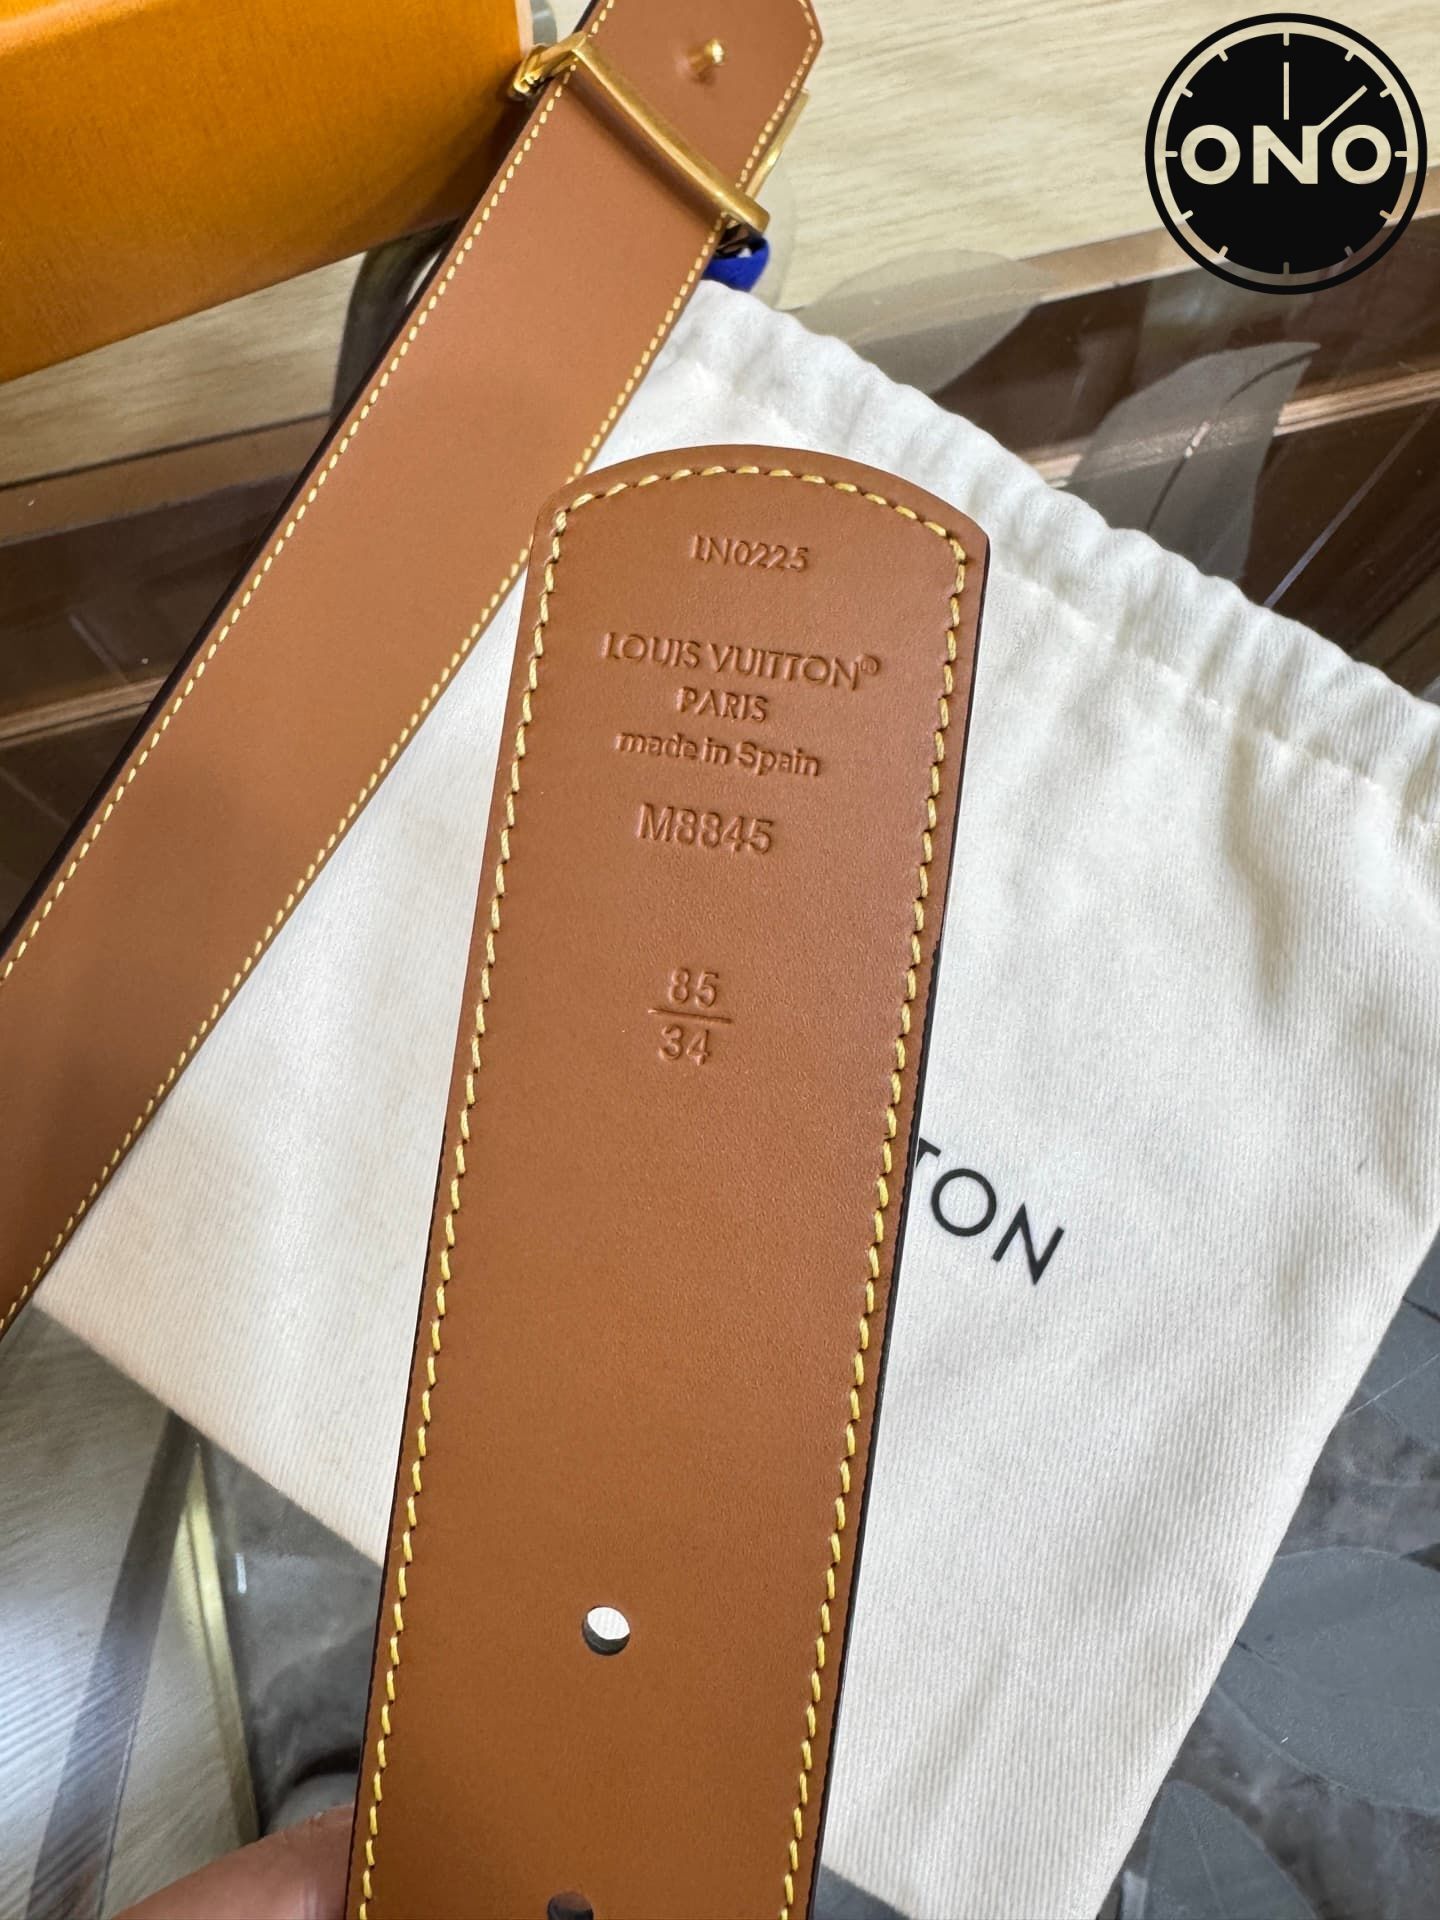 ONO
LN0225
LOUIS VUITTON®
PARIS
made in Spain
M8845
85
34
TON